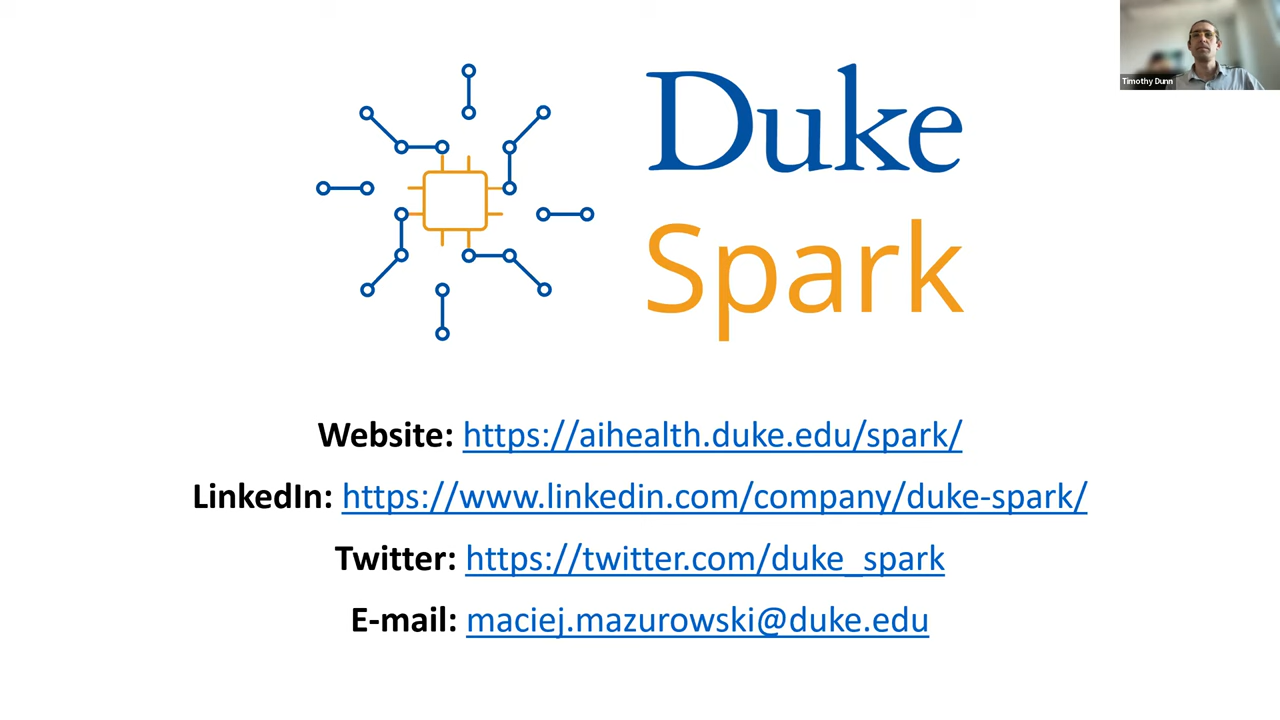 Timothy Dunn
Duke
Spark
Website: https://aihealth.duke.edu/spark/
LinkedIn: https://www.linkedin.com/company/duke-spark/
Twitter: https://twitter.com/duke_spark
E-mail: maciej.mazurowski@duke.edu